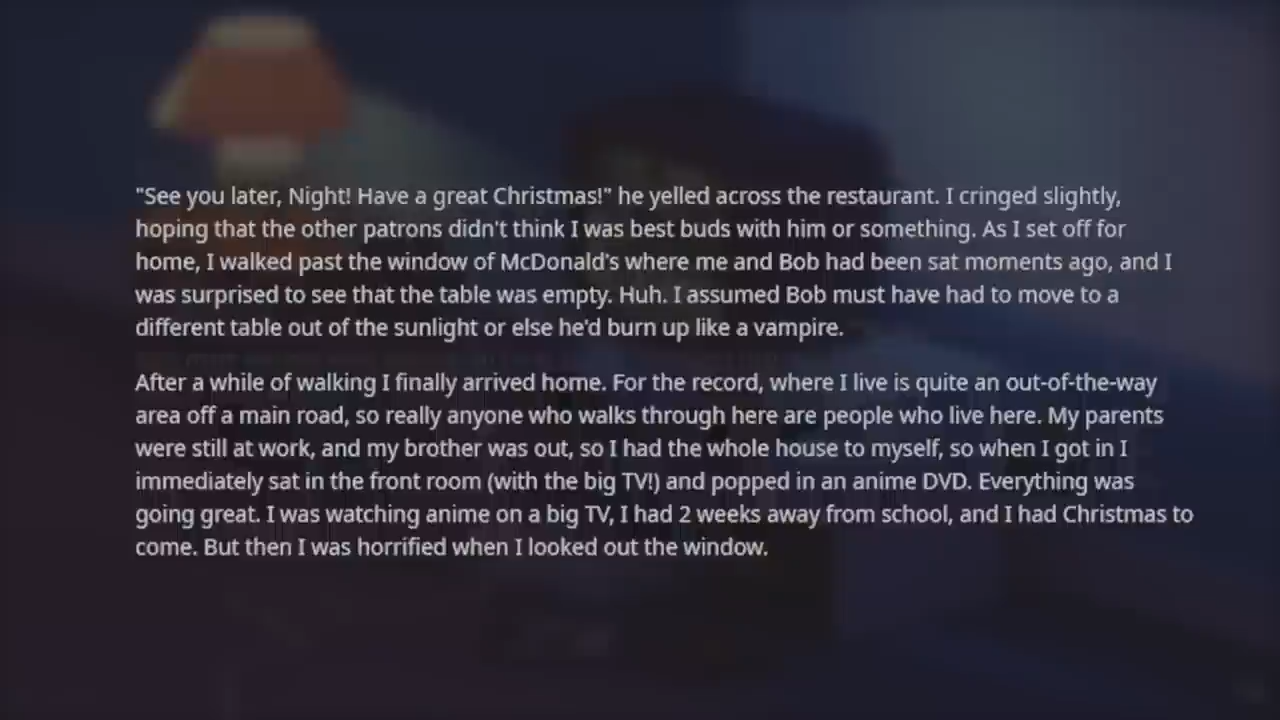 "See you later, Night! Have a great Christmas!" he yelled across the restaurant. I cringed slightly,
hoping that the other patrons didn't think I was best buds with him or something. As I set off for
home, I walked past the window of McDonald's where me and Bob had been sat moments ago, and I
was surprised to see that the table was empty. Huh. I assumed Bob must have had to move to a
different table out of the sunlight or else he'd burn up like a vampire.
After a while of walking I finally arrived home. For the record, where I live is quite an out-of-the-way
area off a main road, so really anyone who walks through here are people who live here. My parents
were still at work, and my brother was out, so I had the whole house to myself, so when I got in I
immediately sat in the front room (with the big TV!) and popped in an anime DVD. Everything was
going great. I was watching anime on a big TV, I had 2 weeks away from school, and I had Christmas to
come. But then I was horrified when I looked out the window.